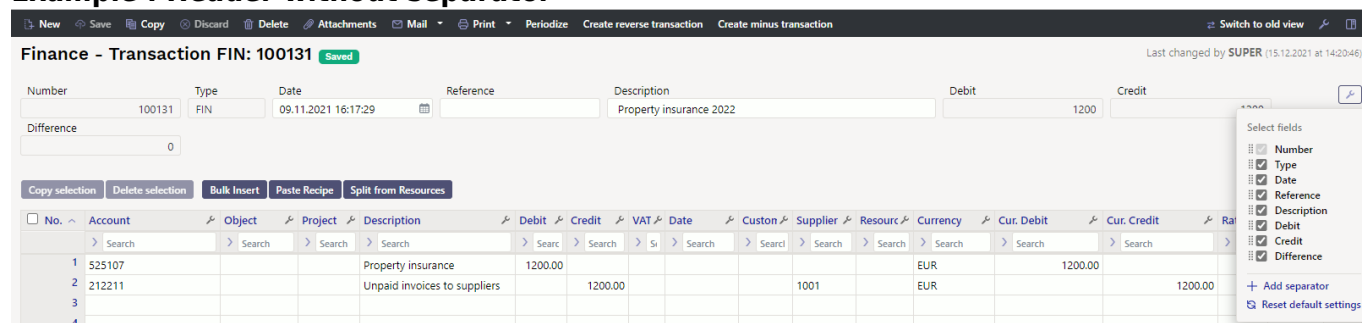 New Save Copy Discard Delete Attachments Mail Print Periodize Create reverse transaction Create minus transaction Switch to old view
Finance - Transaction FIN: 100131 Saved
Last changed by SUPER (15.12.2021 at 14:20:46)
Number Type Date Reference Description Debit Credit
100131 FIN 09.11.2021 16:17:29 Property insurance 2022 1200
Difference
0
Select fields
Number
Type
Date
Reference
Description
Debit
Credit
Difference
+ Add separator
Reset default settings
Copy selection Delete selection Bulk Insert Paste Recipe Split from Resources
No. Account Object Project Description Debit Credit VAT Date Custom Supplier Resourc Currency Cur. Debit Cur. Credit
Search Search Search Search Searc Search Search Searcl Search Search Search Search Search
1 525107 Property insurance 1200.00 EUR 1200.00
2 212211 Unpaid invoices to suppliers 1200.00 1001 EUR 1200.00
3